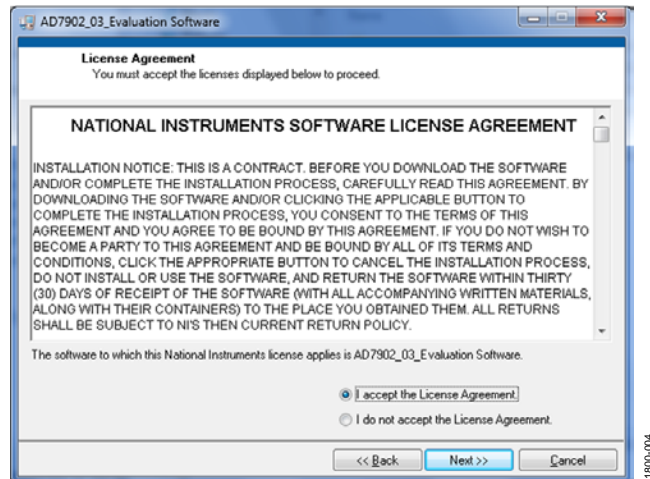 AD7902_03_Evaluation Software
License Agreement
You must accept the licenses displayed below to proceed.
NATIONAL INSTRUMENTS SOFTWARE LICENSE AGREEMENT
INSTALLATION NOTICE: THIS IS A CONTRACT. BEFORE YOU DOWNLOAD THE SOFTWARE
AND/OR COMPLETE THE INSTALLATION PROCESS, CAREFULLY READ THIS AGREEMENT. BY
DOWNLOADING THE SOFTWARE AND/OR CLICKING THE APPLICABLE BUTTON TO
COMPLETE THE INSTALLATION PROCESS, YOU CONSENT TO THE TERMS OF THIS
AGREEMENT AND YOU AGREE TO BE BOUND BY THIS AGREEMENT. IF YOU DO NOT WISH TO
BECOME A PARTY TO THIS AGREEMENT AND BE BOUND BY ALL OF ITS TERMS AND
CONDITIONS, CLICK THE APPROPRIATE BUTTON TO CANCEL THE INSTALLATION PROCESS,
DO NOT INSTALL OR USE THE SOFTWARE, AND RETURN THE SOFTWARE WITHIN THIRTY
(30) DAYS OF RECEIPT OF THE SOFTWARE (WITH ALL ACCOMPANYING WRITTEN MATERIALS,
ALONG WITH THEIR CONTAINERS) TO THE PLACE YOU OBTAINED THEM. ALL RETURNS
SHALL BE SUBJECT TO NI'S THEN CURRENT RETURN POLICY.
The software to which this National Instruments license applies is AD7902_03_Evaluation Software.
I accept the License Agreement.
I do not accept the License Agreement.
<< Back Next >> Cancel